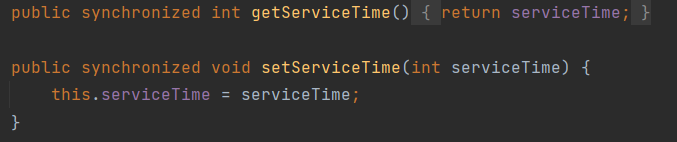 public synchronized int getServiceTime() { return serviceTime; }
public synchronized void setServiceTime(int serviceTime) {
this.serviceTime = serviceTime;
}